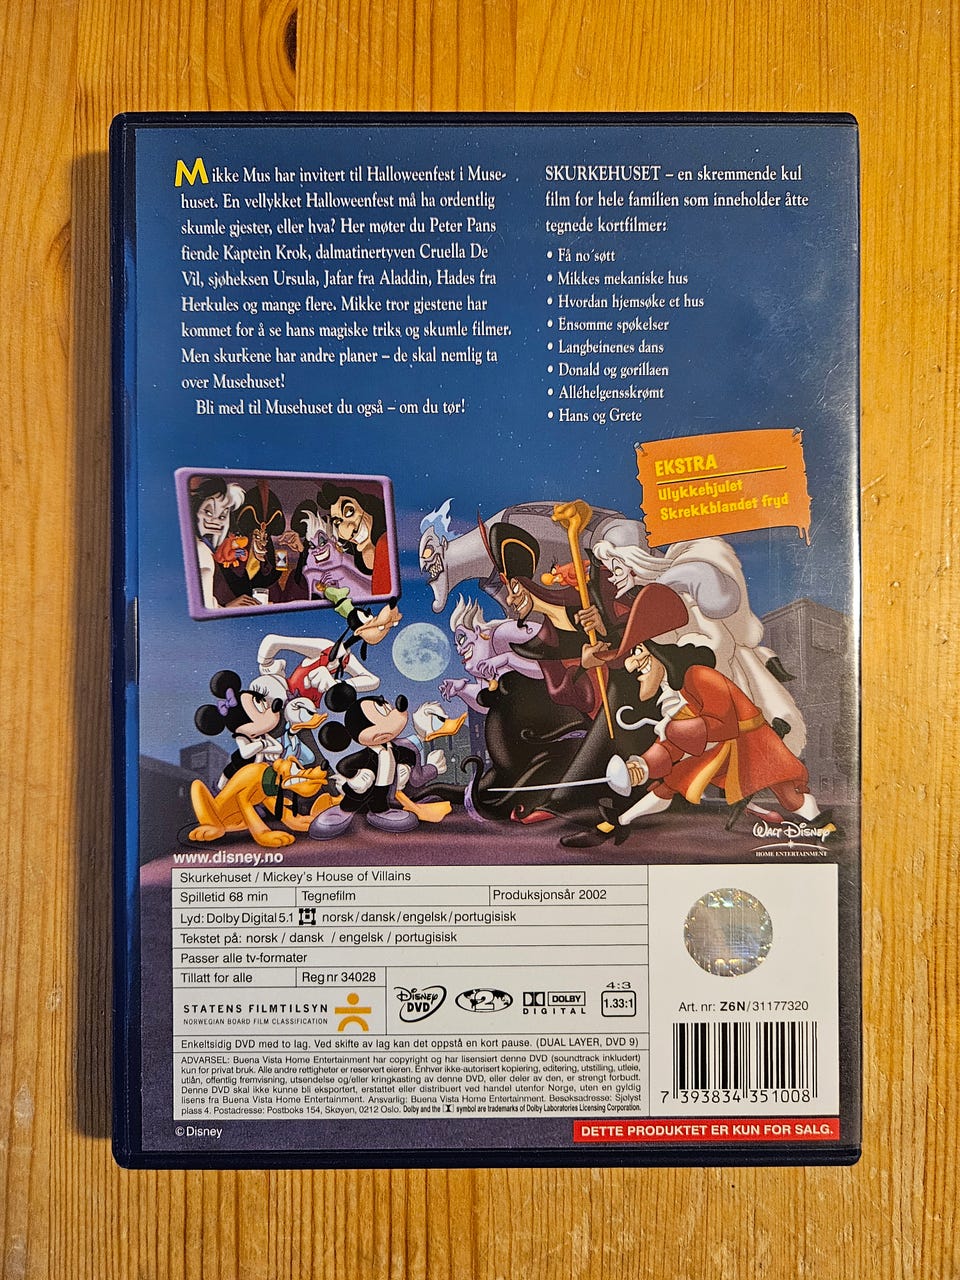 Mikke Mus har invitert til Halloweenfest i Muse-
huset. En vellykket Halloweenfest må ha ordentlig
skumle gjester, eller hva? Her møter du Peter Pans
fiende Kaptein Krok, dalmatinertyven Cruella De
Vil, sjøheksen Ursula, Jafar fra Aladdin, Hades fra
Herkules og mange flere. Mikke tror gjestene har
kommet for å se hans magiske triks og skumle filmer.
Men skurkene har andre planer – de skal nemlig ta
over Musehuset!
Bli med til Musehuset du også – om du tør!
SKURKEHUSET – en skremmende kul
film for hele familien som inneholder åtte
tegnede kortfilmer:
• Få no´søtt
• Mikkes mekaniske hus
• Hvordan hjemsøke et hus
• Ensomme spøkelser
• Langbeinenes dans
• Donald og gorillaen
• Alléhelgensskrømt
• Hans og Grete
EKSTRA
Ulykkehjulet
Skrekkblandet fryd
WALT DISNEY
HOME ENTERTAINMENT
www.disney.no
Skurkehuset / Mickey's House of Villains
Spilletid 68 min Tegnefilm Produksjonsår 2002
Lyd: Dolby Digital 5.1 norsk / dansk / engelsk / portugisisk
Tekstet på: norsk / dansk / engelsk / portugisisk
Passer alle tv-formater
Tillatt for alle Reg nr 34028
STATENS FILMTILSYN
NORWEGIAN BOARD FILM CLASSIFICATION
DISNEY DVD
2
DOLBY DIGITAL
4:3
1.33:1
Enkeltsidig DVD med to lag. Ved skifte av lag kan det oppstå en kort pause. (DUAL LAYER, DVD 9)
ADVARSEL: Buena Vista Home Entertainment har copyright og har lisensiert denne DVD (soundtrack inkludert)
kun for privat bruk. Alle andre rettigheter er reservert eieren. Enhver ikke-autorisert kopiering, editering, utstilling, utleie,
utlån, offentlig fremvisning, utsendelse og/eller kringkasting av denne DVD, eller deler av den, er strengt forbudt.
Denne DVD skal ikke kunne bli eksportert, erstattet eller distribuert ved handel utenfor Norge, uten en gyldig
lisens fra Buena Vista Home Entertainment. Ansvarlig: Buena Vista Home Entertainment. Besøksadresse: Sjølyst
plass 4. Postadresse: Postboks 154, Skøyen, 0212 Oslo. Dolby and the symbol are trademarks of Dolby Laboratories Licensing Corporation.
Art. nr: Z6N/31177320
7 393834 351008
© Disney
DETTE PRODUKTET ER KUN FOR SALG.